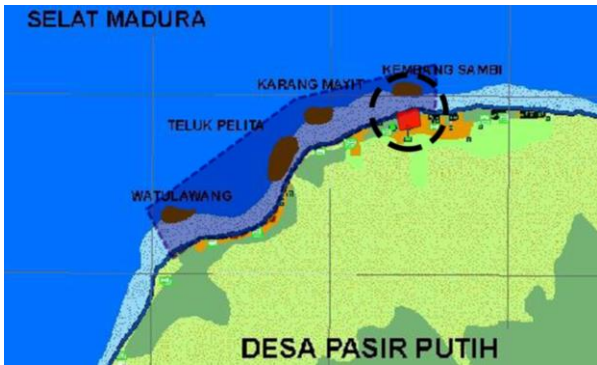 SELAT MADURA
KEMBANG SAMBI
KARANG MAYIT
TELUK PELITA
WATULAWANG
DESA PASIR PUTIH